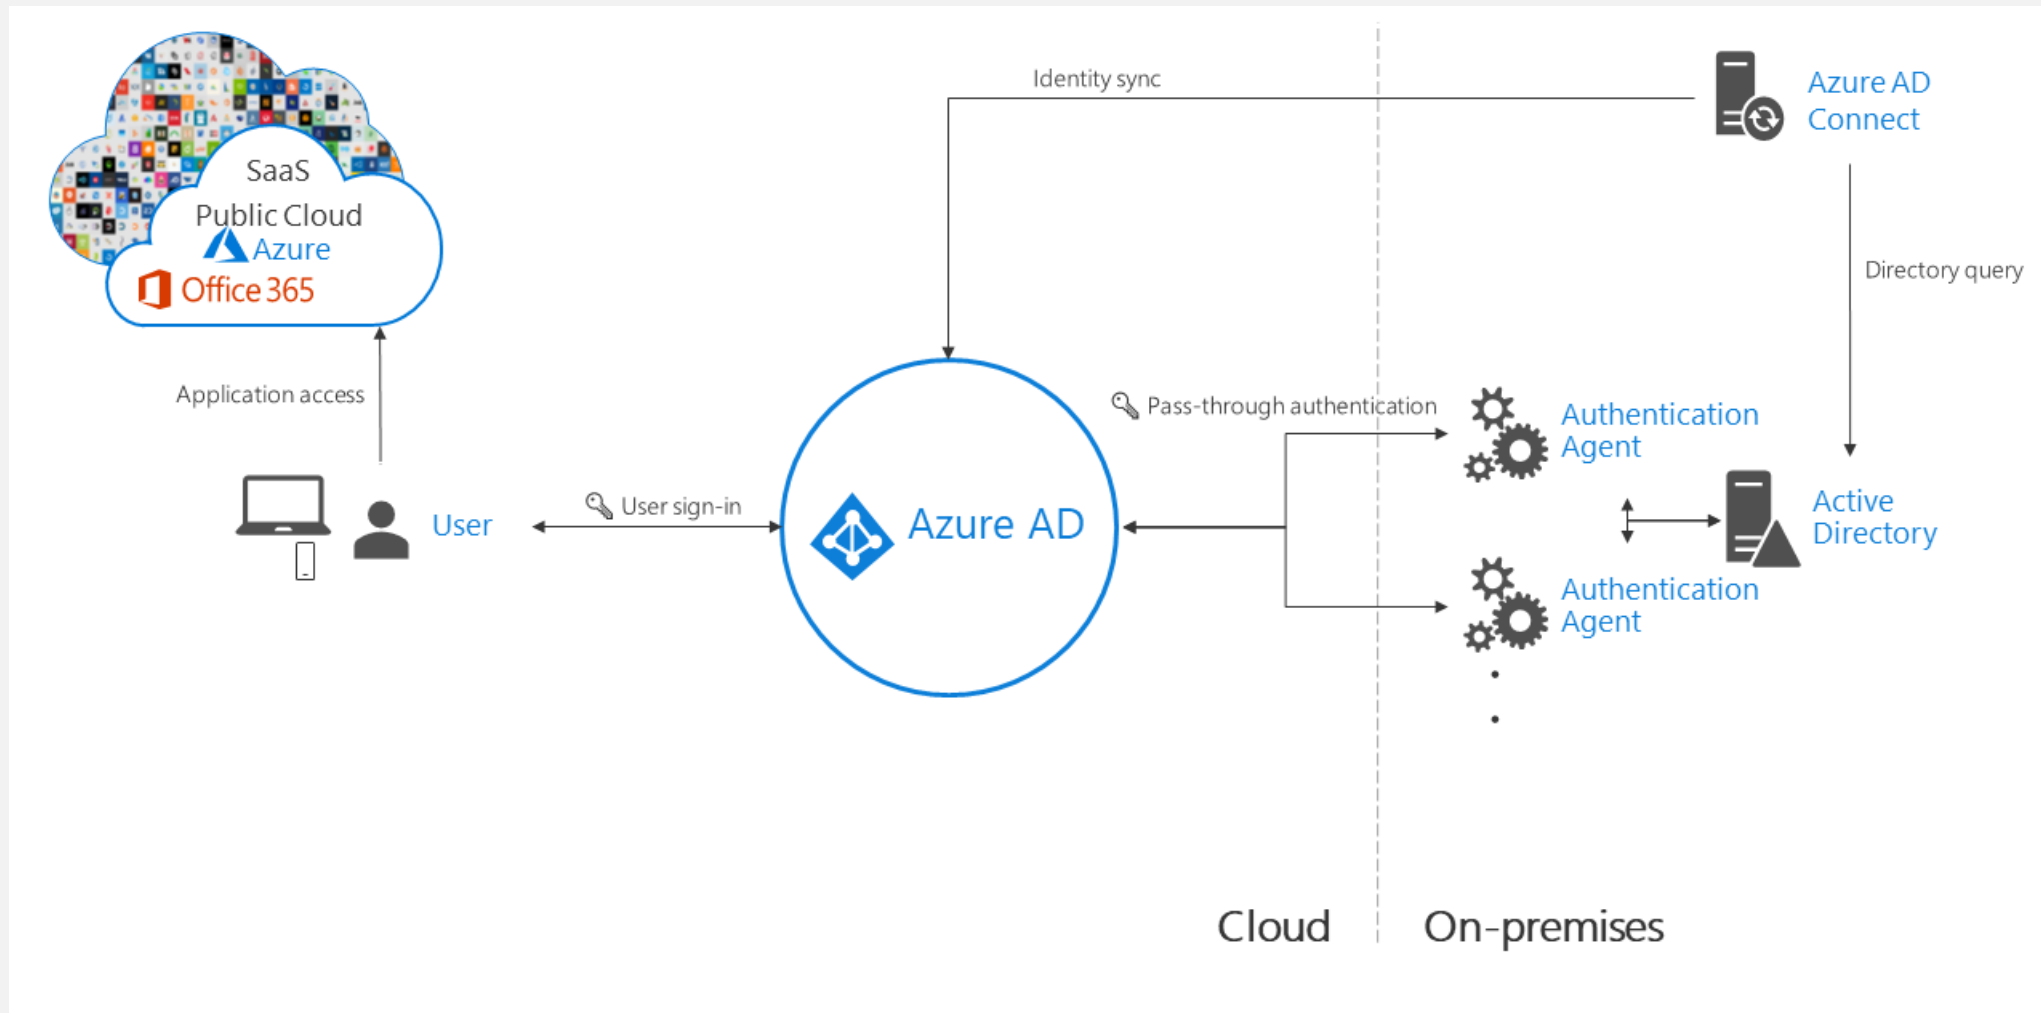 SaaS
Public Cloud
Azure
Office 365
Application access
User
User sign-in
Azure AD
Identity sync
Pass-through authentication
Azure AD
Connect
Directory query
Authentication
Agent
Active
Directory
Authentication
Agent
Cloud
On-premises